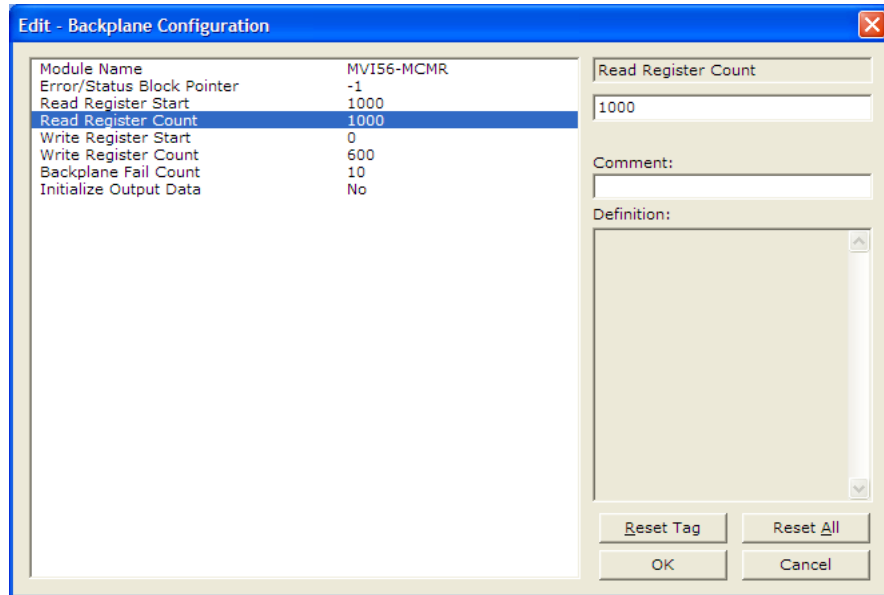 Edit - Backplane Configuration
Module Name MVI56-MCMR
Error/Status Block Pointer -1
Read Register Start 1000
Read Register Count 1000
Write Register Start 0
Write Register Count 600
Backplane Fail Count 10
Initialize Output Data No
Read Register Count
1000
Comment:
Definition:
Reset Tag Reset All
OK Cancel